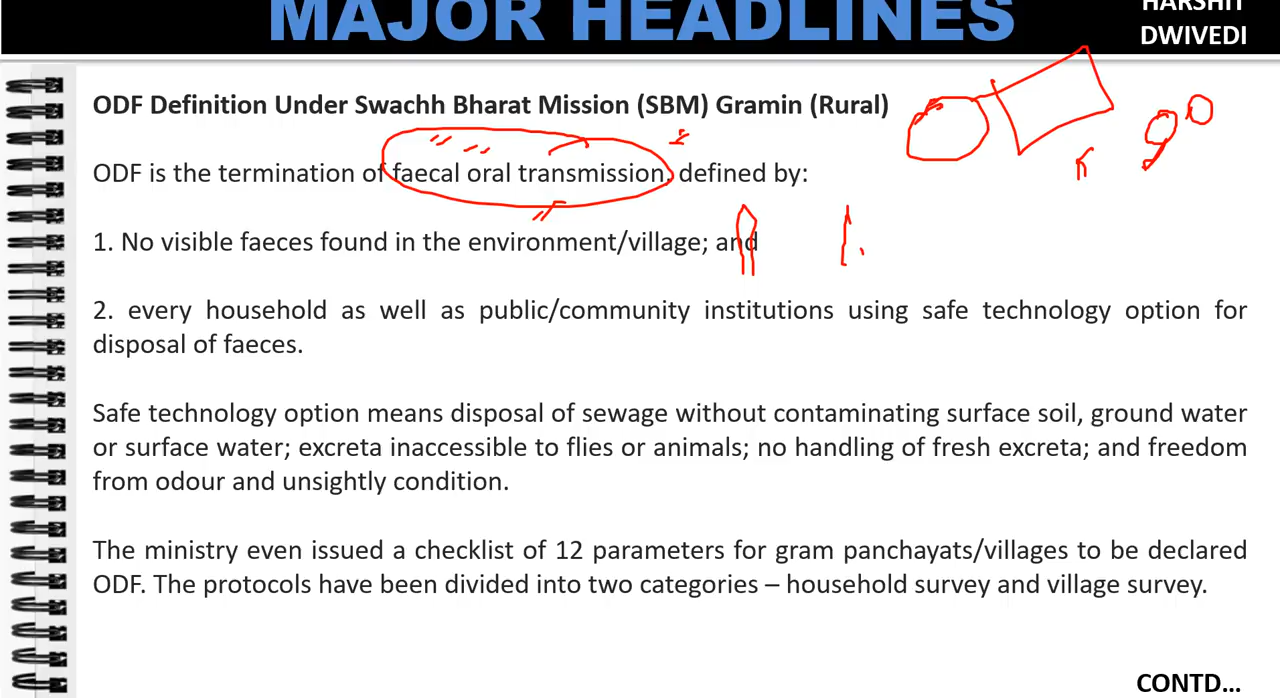 MAJOR HEADLINES
HARSHIT
DWIVEDI
ODF Definition Under Swachh Bharat Mission (SBM) Gramin (Rural)
90
ODF is the termination of faecal oral transmission, defined by:
1. No visible faeces found in the environment/village; and
2. every household as well as public/community institutions using safe technology option for
disposal of faeces.
Safe technology option means disposal of sewage without contaminating surface soil, ground water
or surface water; excreta inaccessible to flies or animals; no handling of fresh excreta; and freedom
from odour and unsightly condition.
The ministry even issued a checklist of 12 parameters for gram panchayats/villages to be declared
ODF. The protocols have been divided into two categories – household survey and village survey.
CONTD...